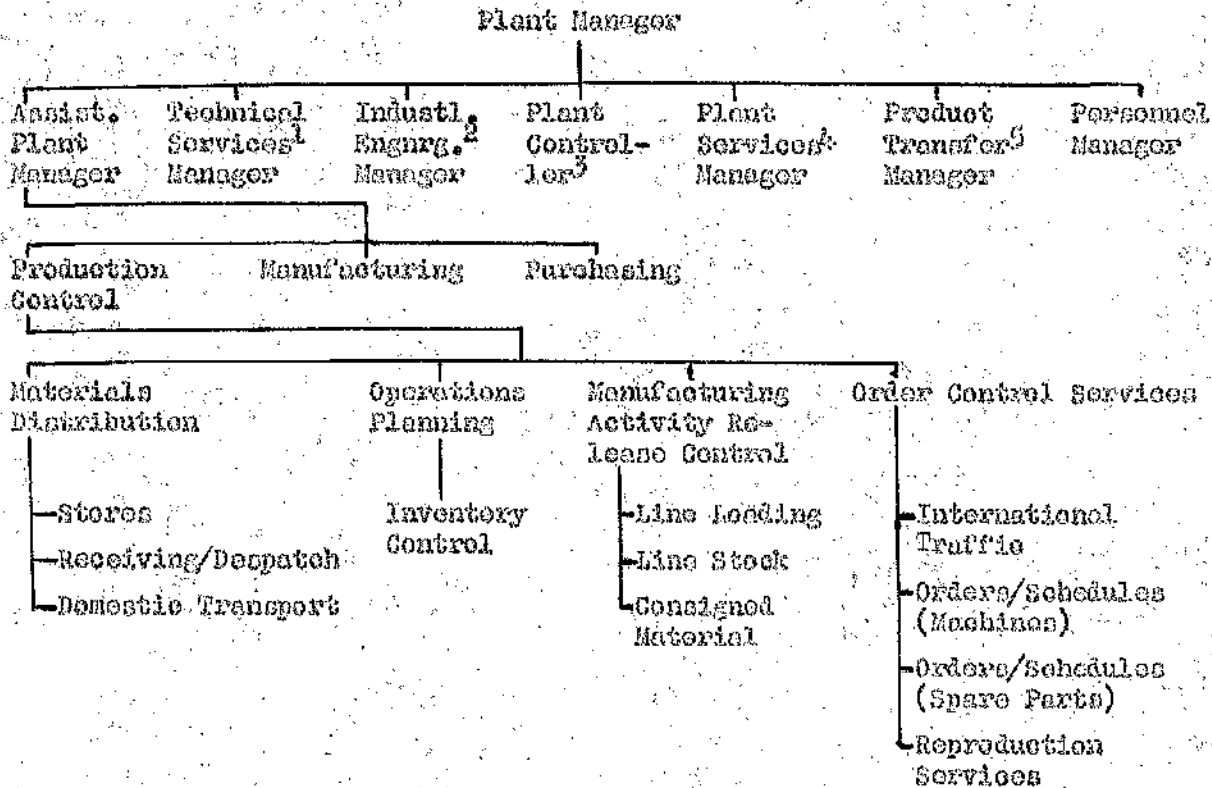 Plant Manager
Assist.
Plant
Manager
Technical
Services1
Manager
Industl.
Engnrg.2
Manager
Plant
Control-
ler3
Plant
Services4
Manager
Product
Transfer5
Manager
Personnel
Manager
Production
Control
Manufacturing
Purchasing
Materials
Distribution
Operations
Planning
Manufacturing
Activity Re-
lease Control
Order Control Services
Stores
Receiving/Despatch
Domestic Transport
Inventory
Control
Line Loading
Line Stock
Consigned
Material
International
Traffic
Orders/Schedules
(Machines)
Orders/Schedules
(Spare Parts)
Reproduction
Services